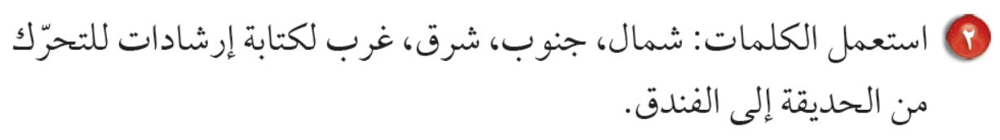 ٢ استعمل الكلمات: شمال، جنوب، شرق، غرب لكتابة إرشادات للتحرّك
من الحديقة إلى الفندق.